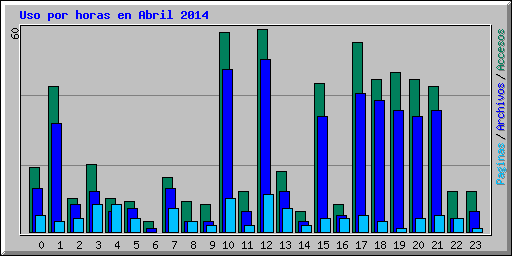 Uso por horas en Abril 2014
60
Paginas / Archivos / Accesos
0 1 2 3 4 5 6 7 8 9 10 11 12 13 14 15 16 17 18 19 20 21 22 23